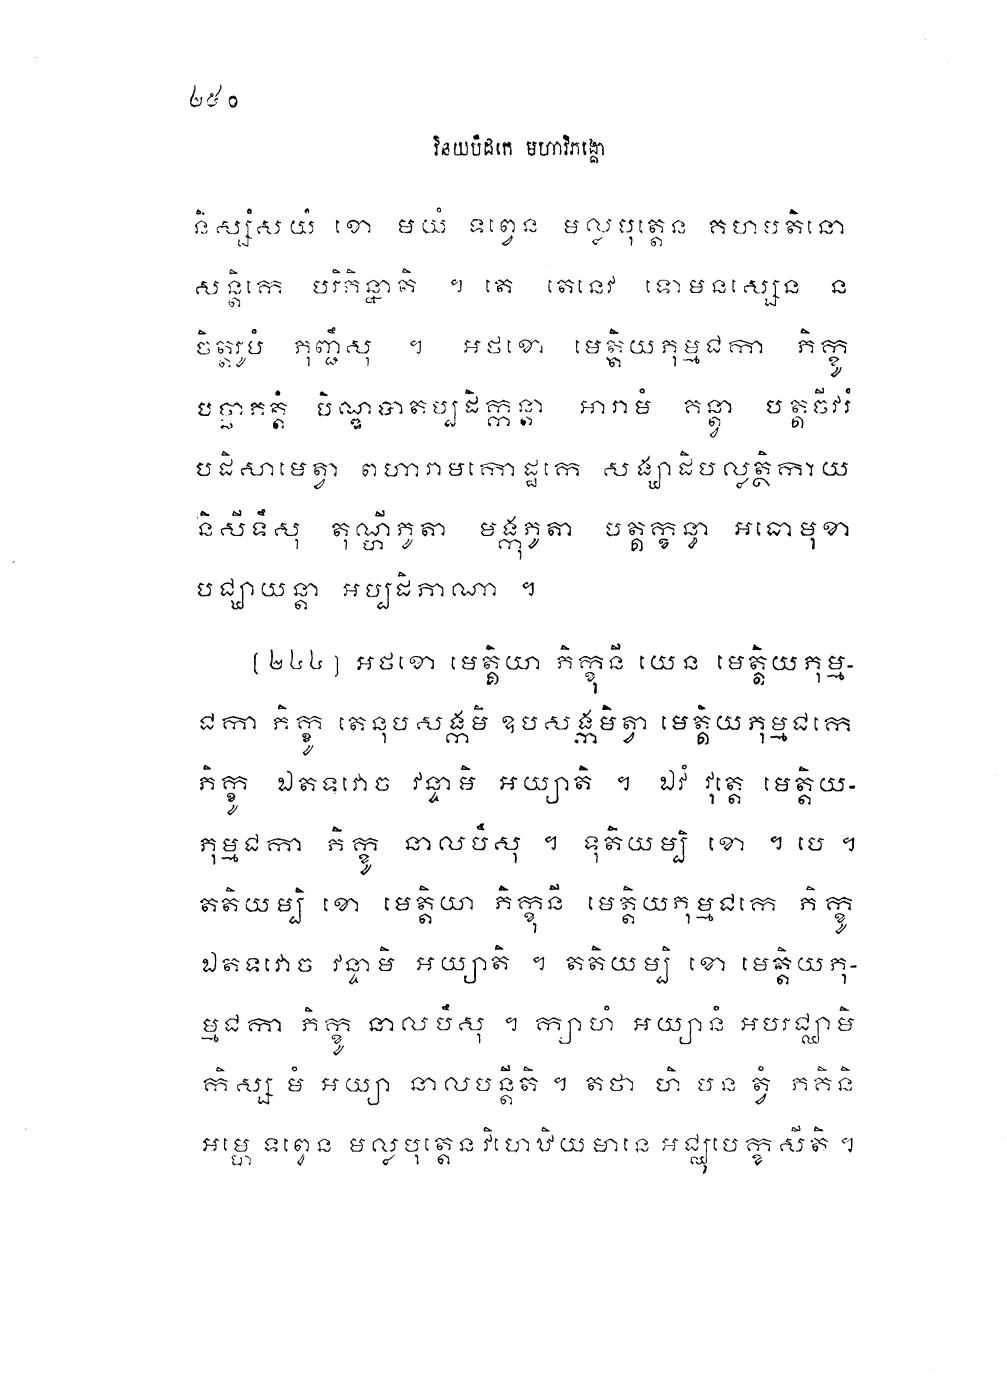 ២៥០
វិនយបិដកេ មហាវិភង្គោ
និស្សំសយំ ខោ មយំ ទព្វេន មល្លបុត្តេន គហបតិនោ
សន្តិកេ បរិភិន្នាតិ ។ តេ តេនេវ ទោមនស្សេន ន
ចិត្តរូបំ ភុញ្ជឹសុ ។ អថខោ មេត្តិយភុម្មជកា ភិក្ខូ
បច្ឆាភត្តំ បិណ្ឌបាតប្បដិក្កន្តា អារាមំ គន្ត្វា បត្តចីវរំ
បដិសាមេត្វា ពហារាមកោដ្ឋកេ សង្ឃាដិបល្លត្ថិកាយ
និសីទឹសុ តុណ្ហីភូតា មង្កុភូតា បត្តក្ខន្ធា អធោមុខា
បជ្ឈាយន្តា អប្បដិភាណា ។
(២៤៤) អថខោ មេត្តិយា ភិក្ខុនី យេន មេត្តិយភុម្ម-
ជកា ភិក្ខូ តេនុបសង្កមិ ឧបសង្កមិត្វា មេត្តិយភុម្មជកេ
ភិក្ខូ ឯតទវោច វន្ទាមិ អយ្យាតិ ។ ឯវំ វុត្តេ មេត្តិយ-
ភុម្មជកា ភិក្ខូ នាលបឹសុ ។ ទុតិយម្បិ ខោ ។ បេ ។
តតិយម្បិ ខោ មេត្តិយា ភិក្ខុនី មេត្តិយភុម្មជកេ ភិក្ខូ
ឯតទវោច វន្ទាមិ អយ្យាតិ ។ តតិយម្បិ ខោ មេត្តិយភុ-
ម្មជកា ភិក្ខូ នាលបឹសុ ។ ក្យាហំ អយ្យានំ អបរជ្ឈាមិ
កិស្ស មំ អយ្យា នាលបន្តីតិ ។ តថា ហិ បន ត្វំ ភគិនិ
អម្ហេ ទព្វេន មល្លបុត្តេន វិហេឋិយមានេ អជ្ឈុបេក្ខសីតិ ។